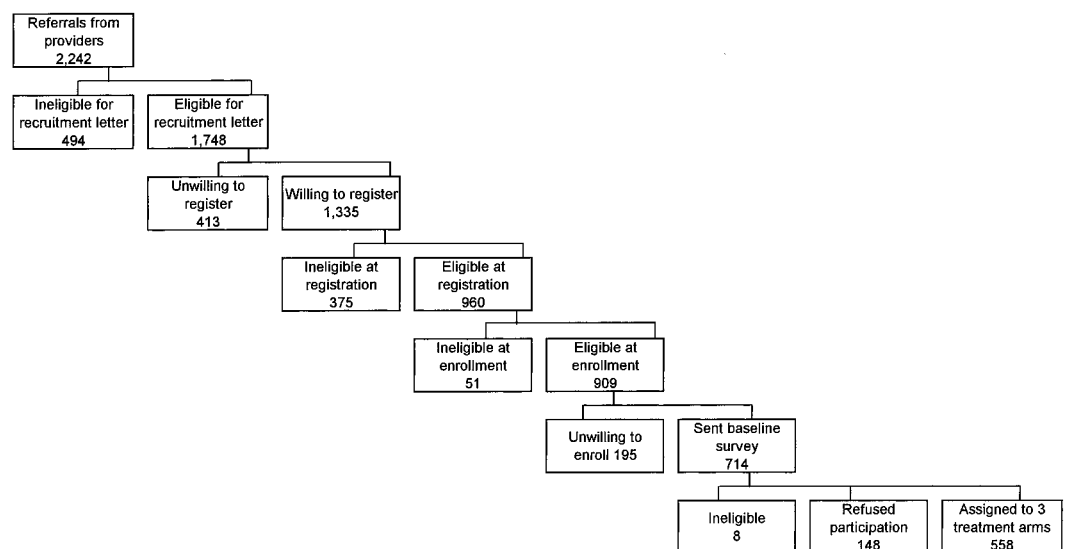 Referrals from
providers
2,242
Ineligible for
recruitment letter
494
Eligible for
recruitment letter
1,748
Unwilling to
register
413
Willing to register
1,335
Ineligible at
registration
375
Eligible at
registration
960
Ineligible at
enrollment
51
Eligible at
enrollment
909
Unwilling to
enroll 195
Sent baseline
survey
714
Ineligible
8
Refused
participation
148
Assigned to 3
treatment arms
558